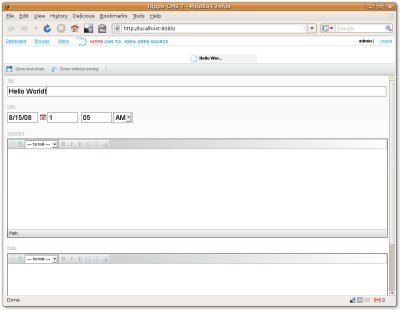 Hippo CMS 7 - Mozilla Firefox
File Edit View History Delicious Bookmarks Tools Help
http://localhost:8080/
Google
Dashboard Browse Users HIPPO CMS 7.0 100% OPEN SOURCE admin | Logout
Hello Wor...
Save and close Close without saving
Title
Hello World!
Date
8/15/08 1 05 AM
Summary
--- format ---
Path:
Body
--- format ---
Done 0